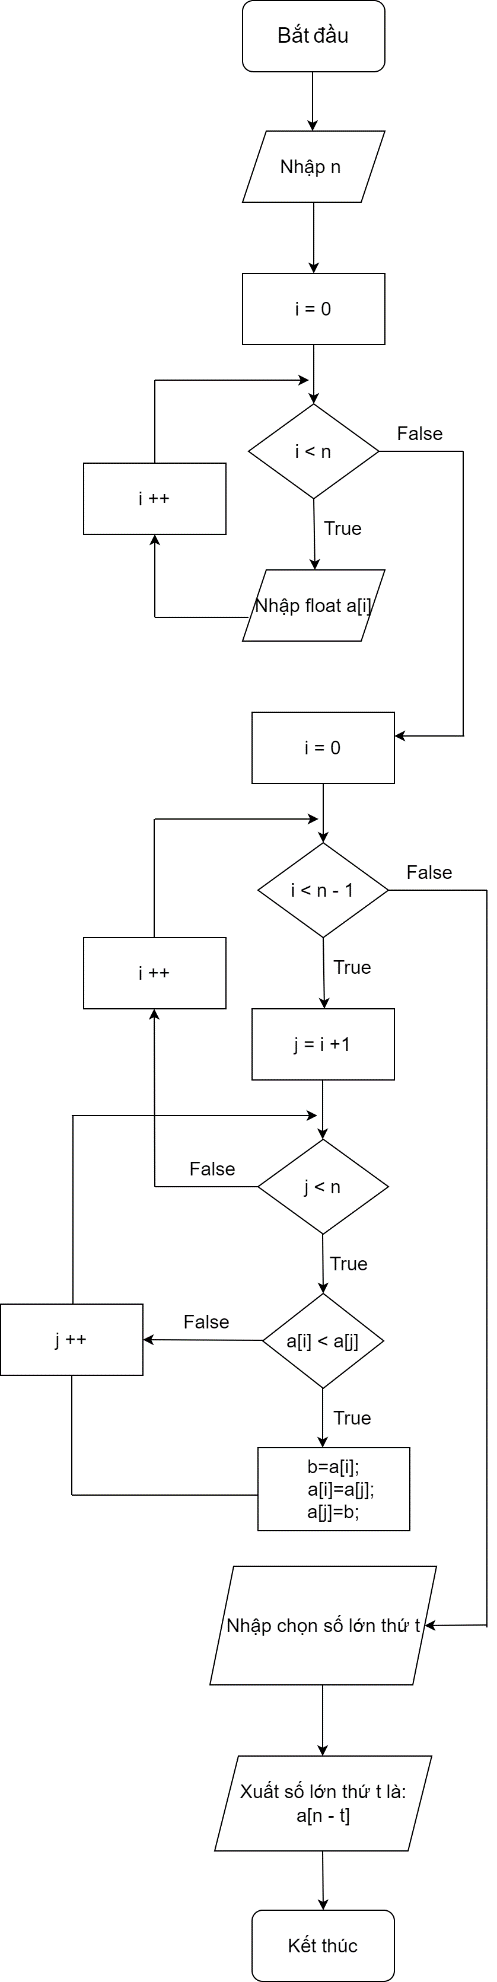 Bắt đầu
Nhập n
i = 0
i < n
False
i ++
True
Nhập float a[i]
i = 0
i < n - 1
False
i ++
True
j = i +1
False
j < n
True
j ++
False
a[i] < a[j]
True
b=a[i];
a[i]=a[j];
a[j]=b;
Nhập chọn số lớn thứ t
Xuất số lớn thứ t là:
a[n - t]
Kết thúc